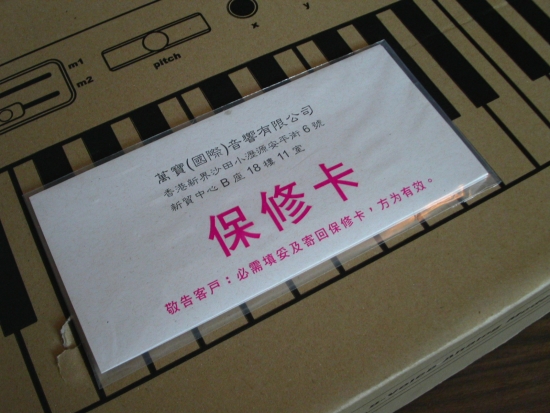 x
y
m1
m2
pitch
萬寶(國際)音響有限公司
香港新界沙田小瀝源安平街6號
新貿中心B座18樓11室
保修卡
敬告客戸：必需填妥及寄回保修卡，方为有效。